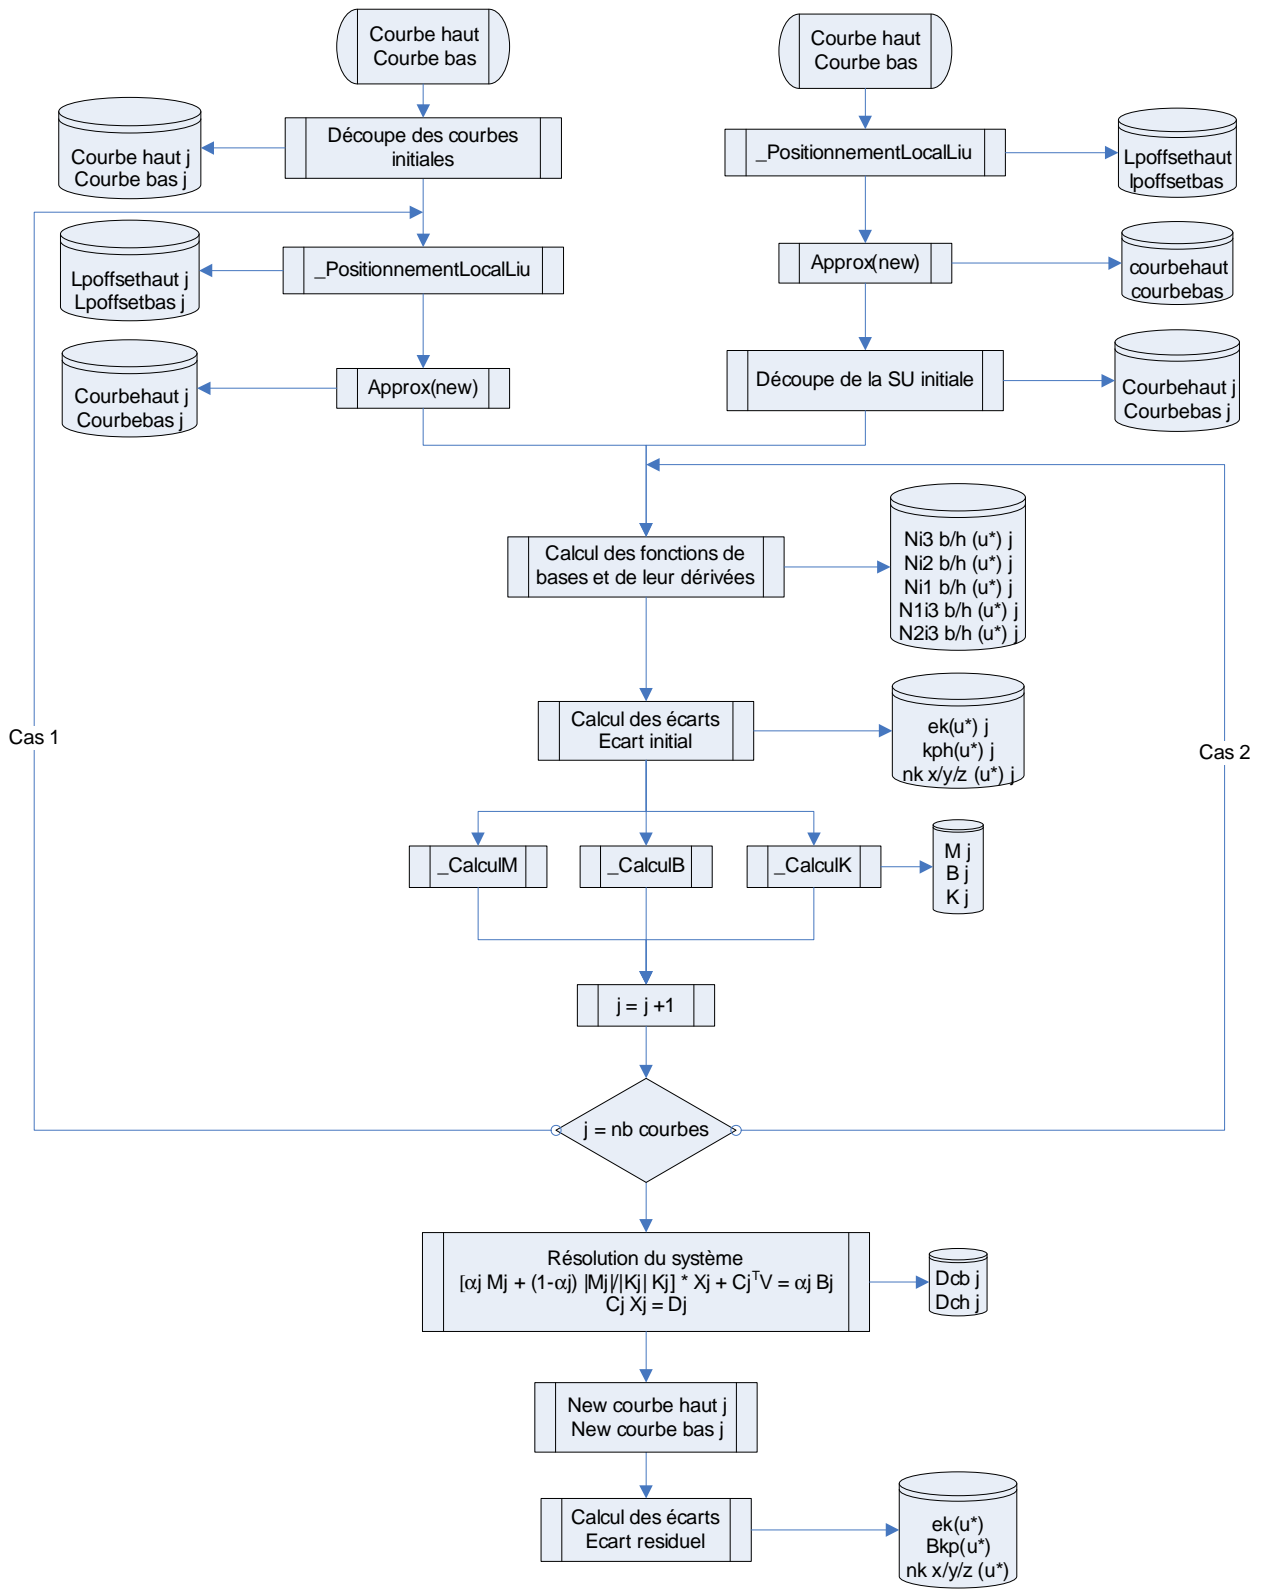 Courbe haut
Courbe bas
Courbe haut
Courbe bas
Découpe des courbes
initiales
Courbe haut j
Courbe bas j
_PositionnementLocalLiu
Lpoffsethaut
lpoffsetbas
_PositionnementLocalLiu
Lpoffsethaut j
Lpoffsetbas j
Approx(new)
courbehaut
courbebas
Approx(new)
Courbehaut j
Courbebas j
Découpe de la SU initiale
Courbehaut j
Courbebas j
Calcul des fonctions de
bases et de leur dérivées
Ni3 b/h (u*) j
Ni2 b/h (u*) j
Ni1 b/h (u*) j
N1i3 b/h (u*) j
N2i3 b/h (u*) j
Calcul des écarts
Ecart initial
ek(u*) j
kph(u*) j
nk x/y/z (u*) j
Cas 1
Cas 2
_CalculM
_CalculB
_CalculK
M j
B j
K j
j = j +1
j = nb courbes
Résolution du système
[αj Mj + (1-αj) |Mj|/|Kj| Kj] * Xj + Cj^T V = αj Bj
Cj Xj = Dj
Dcb j
Dch j
New courbe haut j
New courbe bas j
Calcul des écarts
Ecart residuel
ek(u*)
Bkp(u*)
nk x/y/z (u*)